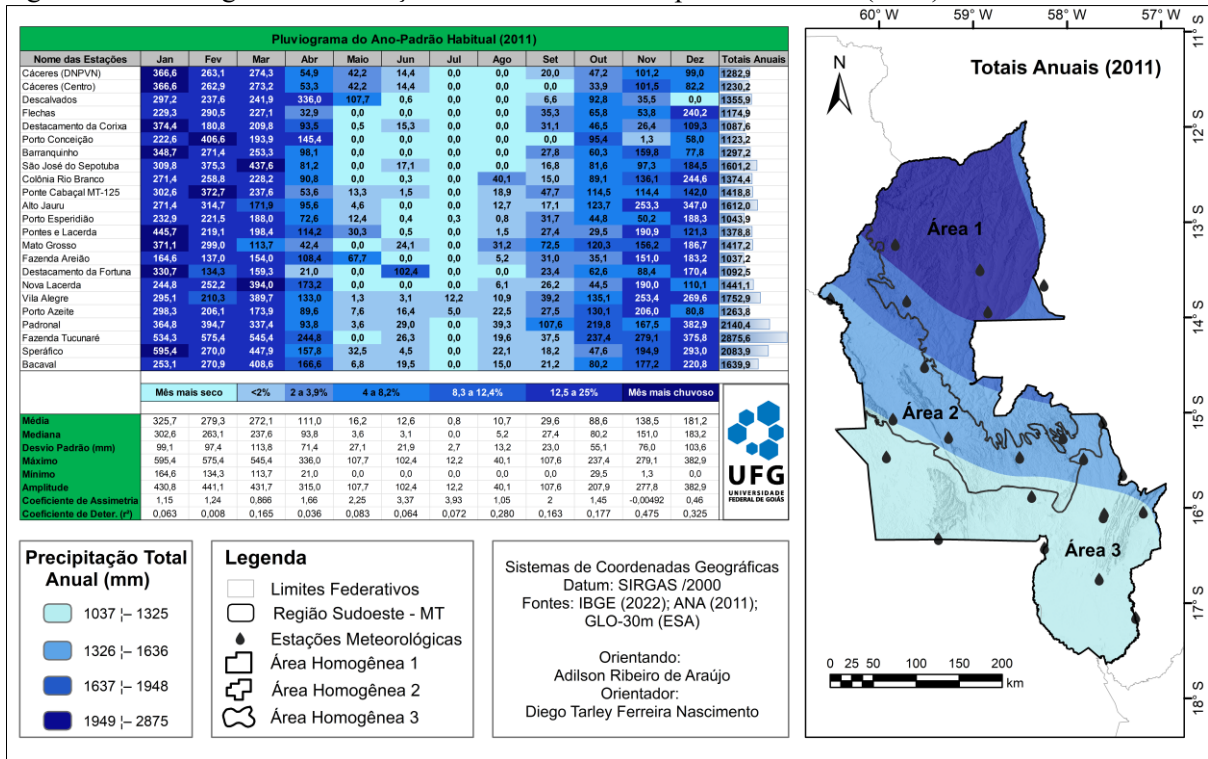 Pluviograma do Ano-Padrão Habitual (2011)
Nome das Estações Jan Fev Mar Abr Maio Jun Jul Ago Set Out Nov Dez Totais Anuais
Cáceres (DNPVN) 366,6 263,1 274,3 54,9 42,2 14,4 0,0 0,0 20,0 47,2 101,2 99,0 1282,9
Cáceres (Centro) 366,6 262,9 273,2 53,3 42,2 14,4 0,0 0,0 0,0 33,9 101,5 82,2 1230,2
Descalvados 297,2 237,6 241,9 336,0 107,7 0,6 0,0 0,0 6,6 92,8 35,5 0,0 1355,9
Flechas 229,3 290,5 227,1 32,9 0,0 0,0 0,0 0,0 35,3 65,8 53,8 240,2 1174,9
Destacamento da Corixa 374,4 180,8 209,8 93,5 0,5 15,3 0,0 0,0 31,1 46,5 26,4 109,3 1087,6
Porto Conceição 222,6 406,6 193,9 145,4 0,0 0,0 0,0 0,0 0,0 95,4 1,3 58,0 1123,2
Barranquinho 348,7 271,4 253,3 98,1 0,0 0,0 0,0 0,0 27,8 60,3 159,8 77,8 1297,2
São José do Sepotuba 309,8 375,3 437,6 81,2 0,0 17,1 0,0 0,0 16,8 81,6 97,3 184,5 1601,2
Colônia Rio Branco 271,4 258,8 228,2 90,8 0,0 0,3 0,0 40,1 15,0 89,1 136,1 244,6 1374,4
Ponte Cabaçal MT-125 302,6 372,7 237,6 53,6 13,3 1,5 0,0 18,9 47,7 114,5 114,4 142,0 1418,8
Alto Jauru 271,4 314,7 171,9 95,6 4,6 0,0 0,0 12,7 17,1 123,7 253,3 347,0 1612,0
Porto Esperidião 232,9 221,5 188,0 72,6 12,4 0,4 0,3 0,8 31,7 44,8 50,2 188,3 1043,9
Pontes e Lacerda 445,7 219,1 198,4 114,2 30,3 0,5 0,0 1,5 27,4 29,5 190,9 121,3 1378,8
Mato Grosso 371,1 299,0 113,7 42,4 0,0 24,1 0,0 31,2 72,5 120,3 156,2 186,7 1417,2
Fazenda Areião 164,6 137,0 154,0 108,4 67,7 0,0 0,0 5,2 31,0 35,1 151,0 183,2 1037,2
Destacamento da Fortuna 330,7 134,3 159,3 21,0 0,0 102,4 0,0 0,0 23,4 62,6 88,4 170,4 1092,5
Nova Lacerda 244,8 252,2 394,0 173,2 0,0 0,0 0,0 6,1 26,2 44,5 190,0 110,1 1441,1
Vila Alegre 295,1 210,3 389,7 133,0 1,3 3,1 12,2 10,9 39,2 135,1 253,4 269,6 1752,9
Porto Azeite 298,3 206,1 173,9 89,6 7,6 16,4 5,0 22,5 27,5 130,1 206,0 80,8 1263,8
Padronal 364,8 394,7 337,4 93,8 3,6 29,0 0,0 39,3 107,6 219,8 167,5 382,9 2140,4
Fazenda Tucunaré 534,3 575,4 545,4 244,8 0,0 26,3 0,0 19,6 37,5 237,4 279,1 375,8 2875,6
Speráfico 595,4 270,0 447,9 157,8 32,5 4,5 0,0 22,1 18,2 47,6 194,9 293,0 2083,9
Bacaval 253,1 270,9 408,6 166,6 6,8 19,5 0,0 15,0 21,2 80,2 177,2 220,8 1639,9
Mês mais seco <2% 2 a 3,9% 4 a 8,2% 8,3 a 12,4% 12,5 a 25% Mês mais chuvoso
Média 325,7 279,3 272,1 111,0 16,2 12,6 0,8 10,7 29,6 88,6 138,5 181,2
Mediana 302,6 263,1 237,6 93,8 3,6 3,1 0,0 5,2 27,4 80,2 151,0 183,2
Desvio Padrão (mm) 99,1 97,4 113,8 71,4 27,1 21,9 2,7 13,2 23,0 55,1 76,0 103,6
Máximo 595,4 575,4 545,4 336,0 107,7 102,4 12,2 40,1 107,6 237,4 279,1 382,9
Mínimo 164,6 134,3 113,7 21,0 0,0 0,0 0,0 0,0 0,0 29,5 1,3 0,0
Amplitude 430,8 441,1 431,7 315,0 107,7 102,4 12,2 40,1 107,6 207,9 277,8 382,9
Coeficiente de Assimetria 1,15 1,24 0,866 1,66 2,25 3,37 3,93 1,05 2 1,45 -0,00492 0,46
Coeficiente de Deter. (r²) 0,063 0,008 0,165 0,036 0,083 0,064 0,072 0,280 0,163 0,177 0,475 0,325
UFG
UNIVERSIDADE
FEDERAL DE GOIÁS
Precipitação Total
Anual (mm)
1037 ¦– 1325
1326 ¦– 1636
1637 ¦– 1948
1949 ¦– 2875
Legenda
Limites Federativos
Região Sudoeste - MT
Estações Meteorológicas
Área Homogênea 1
Área Homogênea 2
Área Homogênea 3
Sistemas de Coordenadas Geográficas
Datum: SIRGAS /2000
Fontes: IBGE (2022); ANA (2011);
GLO-30m (ESA)
Orientando:
Adilson Ribeiro de Araújo
Orientador:
Diego Tarley Ferreira Nascimento
60° W 59° W 58° W 57° W
11° S
N
Totais Anuais (2011)
12° S
13° S
Área 1
14° S
15° S
Área 2
16° S
Área 3
17° S
0 25 50 100 150 200
km
18° S